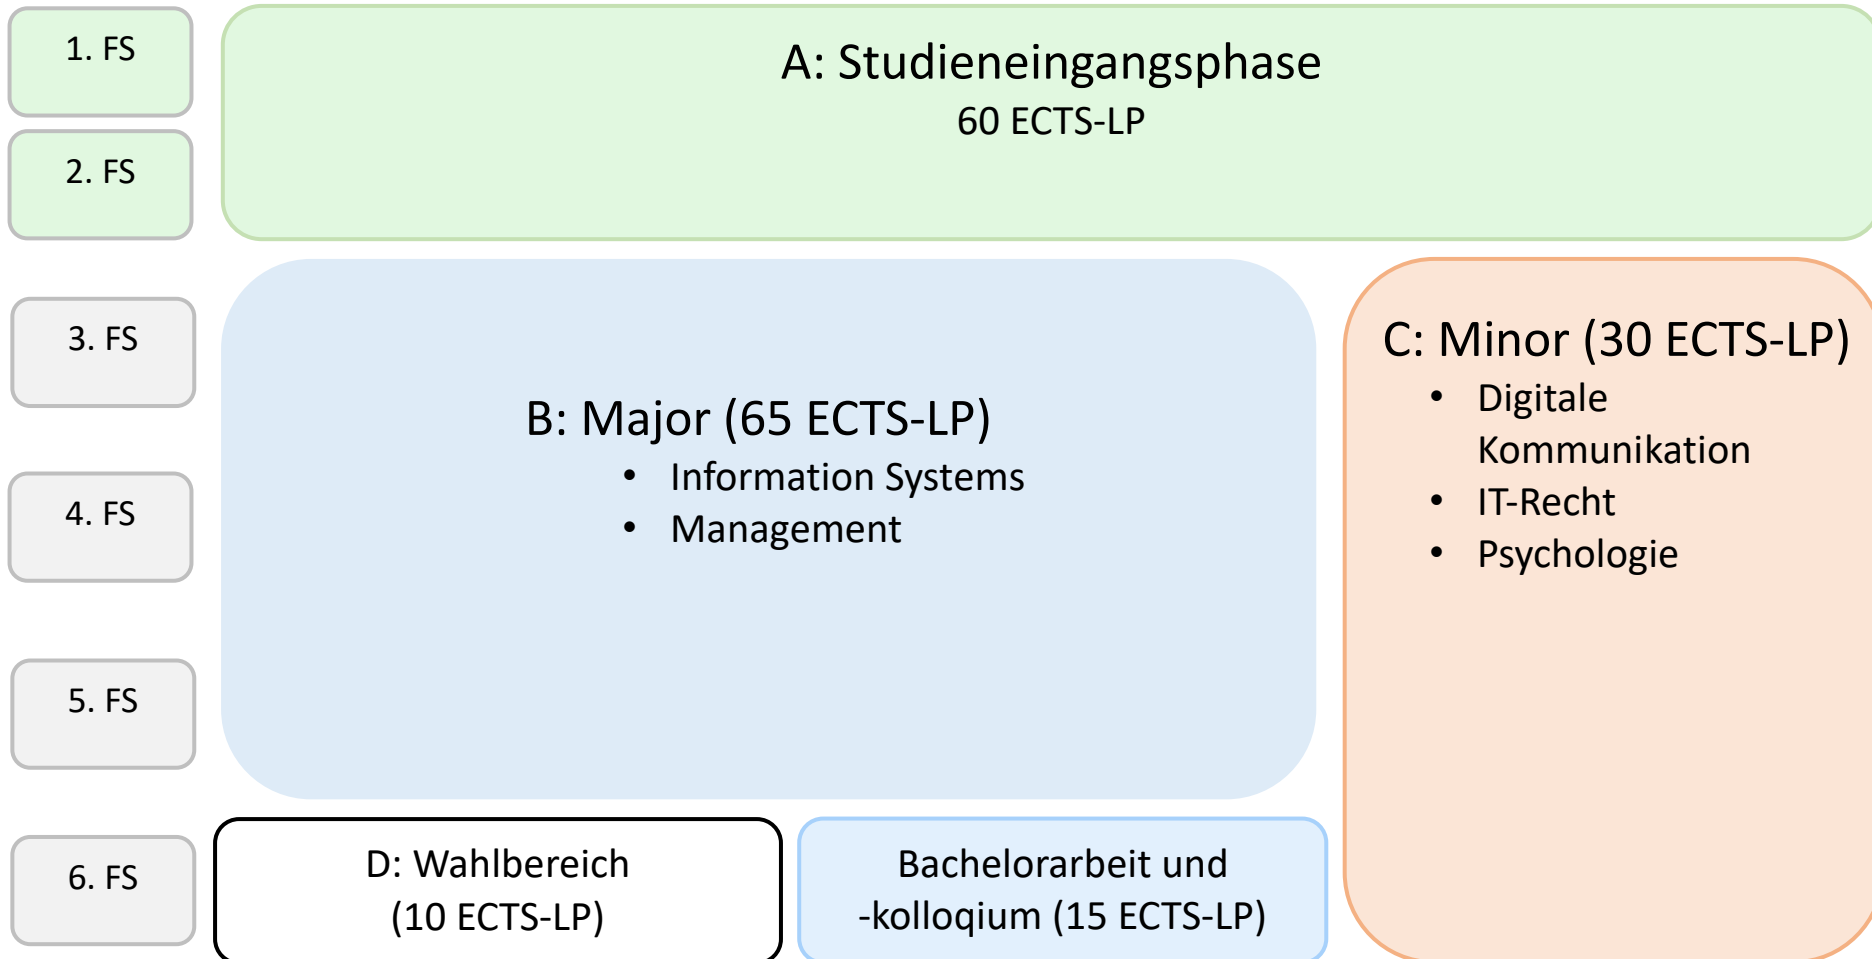 1. FS
A: Studieneingangsphase
60 ECTS-LP
2. FS
3. FS
B: Major (65 ECTS-LP)
• Information Systems
• Management
C: Minor (30 ECTS-LP)
• Digitale
Kommunikation
• IT-Recht
• Psychologie
4. FS
5. FS
6. FS
D: Wahlbereich
(10 ECTS-LP)
Bachelorarbeit und
-kolloqium (15 ECTS-LP)